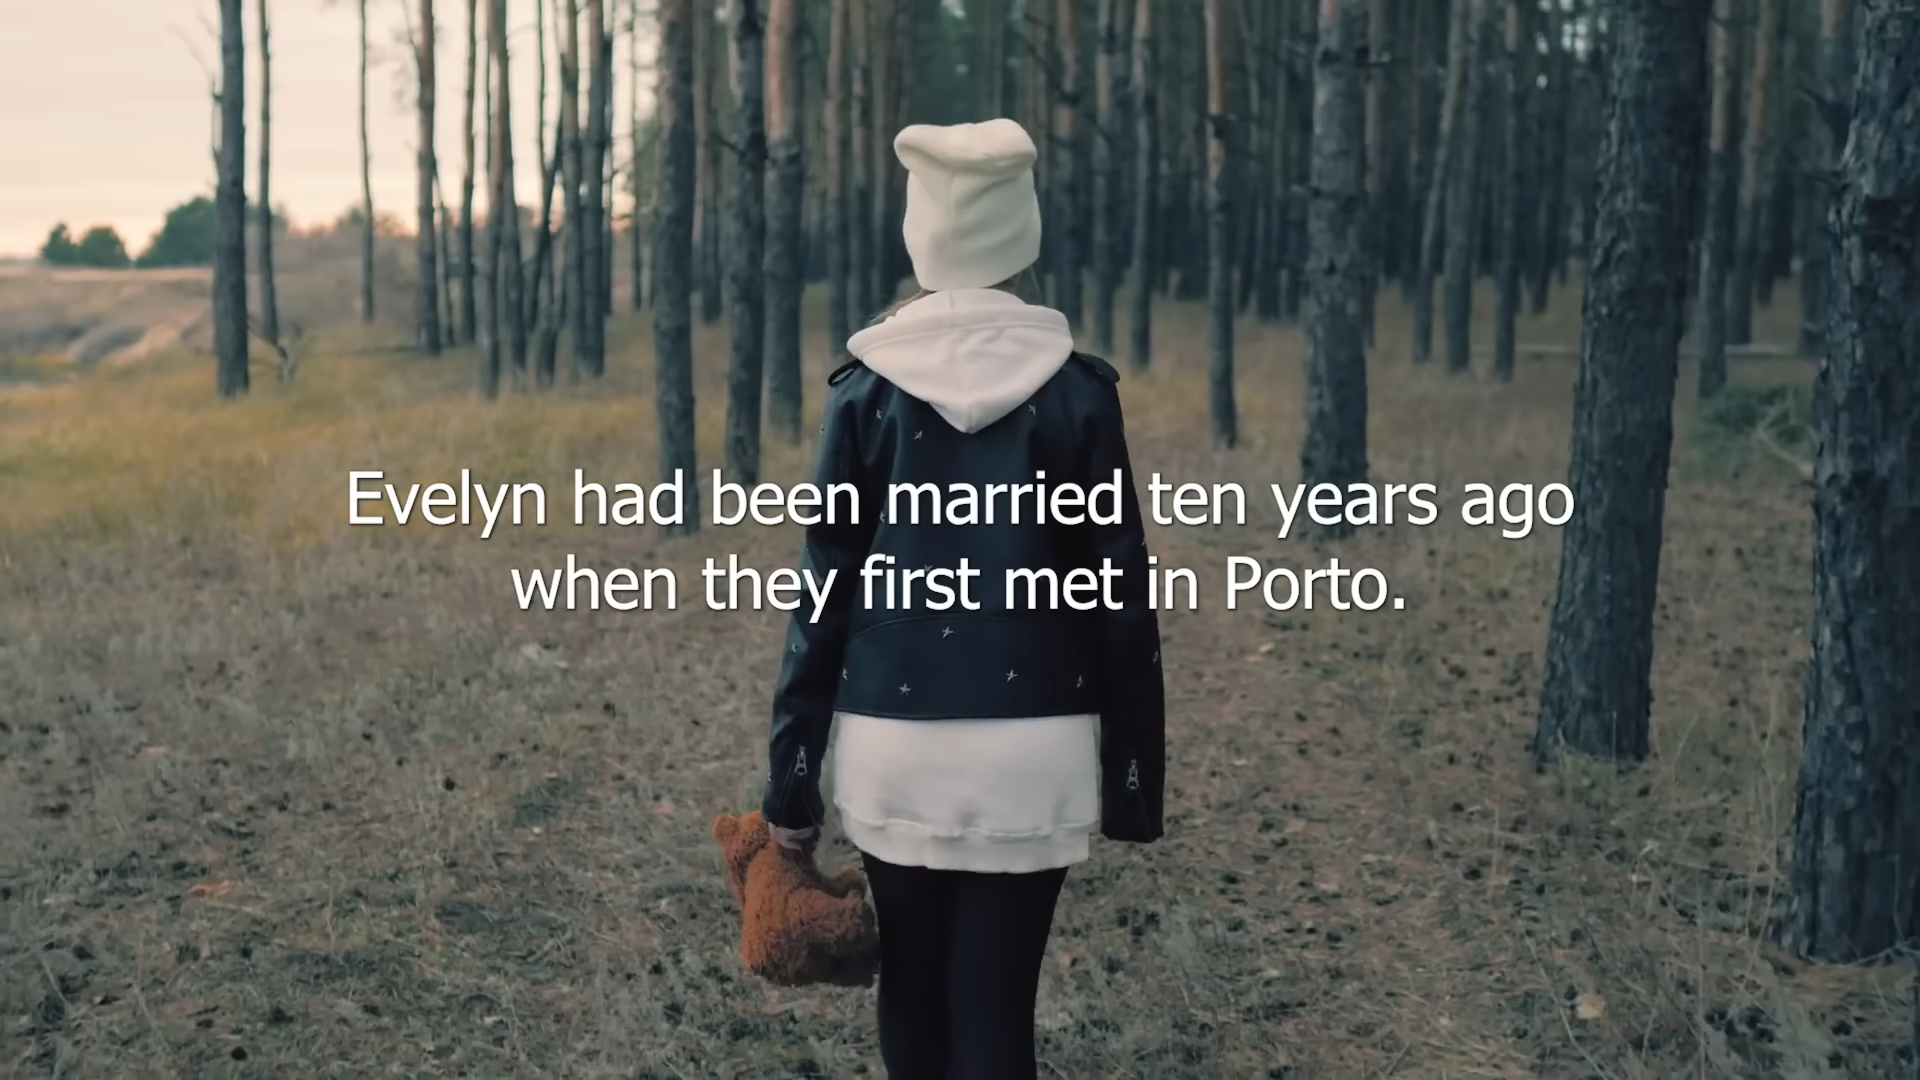 Evelyn had been married ten years ago
when they first met in Porto.